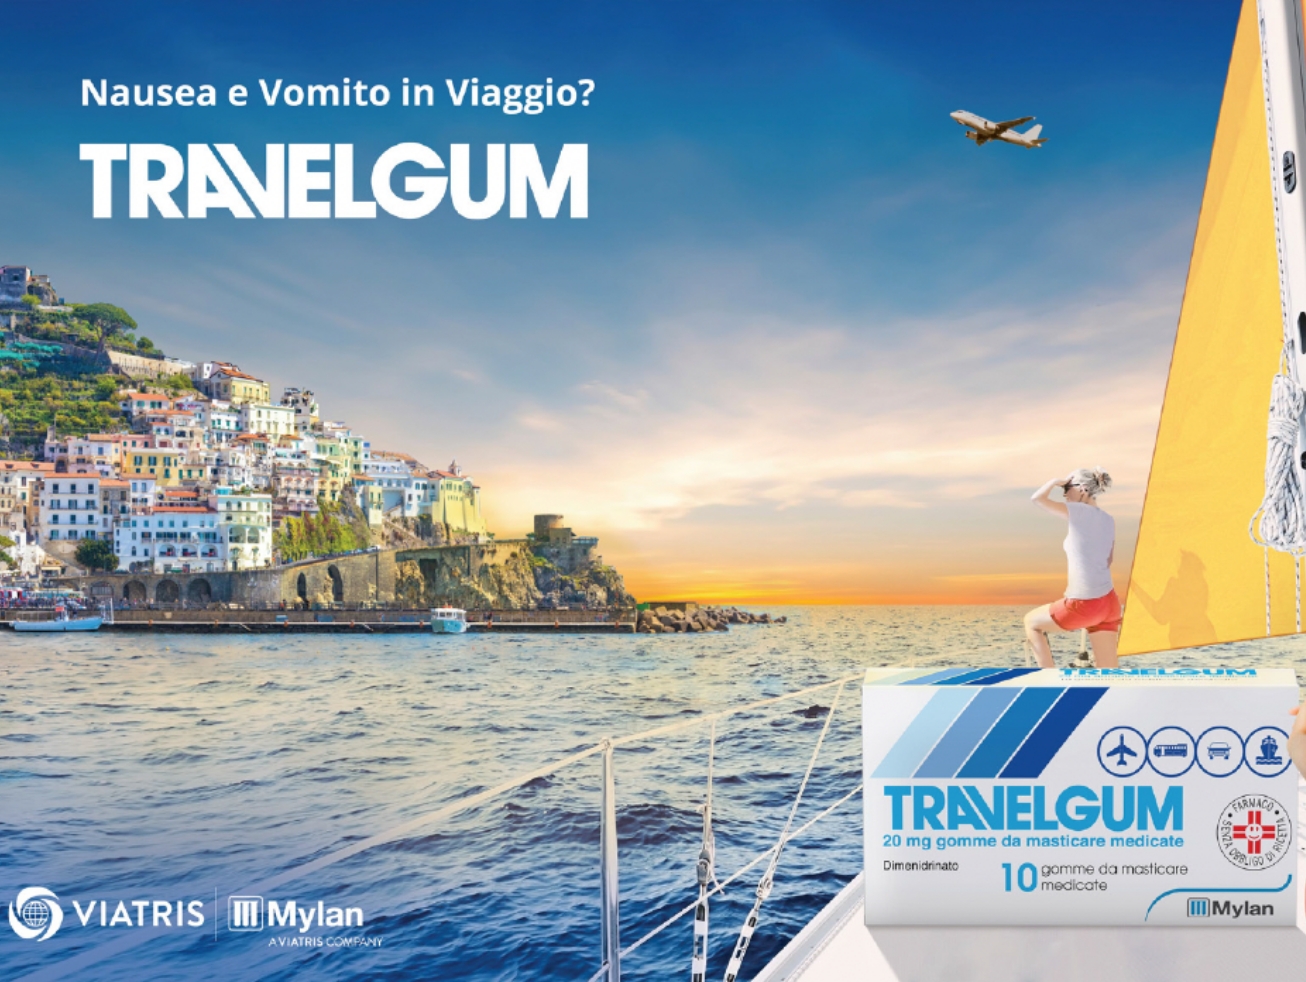 Nausea e Vomito in Viaggio?
TRAVELGUM
TRAVELGUM
TRAVELGUM
20 mg gomme da masticare medicate
Dimenidrinato
10 gomme da masticare
medicate
FARMACO
SENZA OBBLIGO DI RICETTA
Mylan
VIATRIS
Mylan
A VIATRIS COMPANY